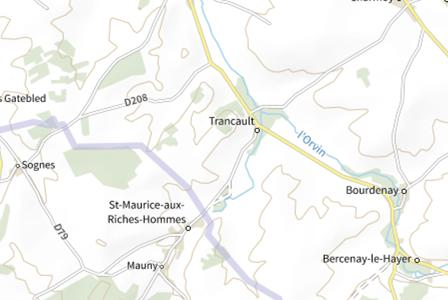 s Gatebled
D208
Trancault
l'Orvin
Sognes
Bourdenay
St-Maurice-aux-
Riches-Hommes
D79
Mauny
Bercenay-le-Hayer